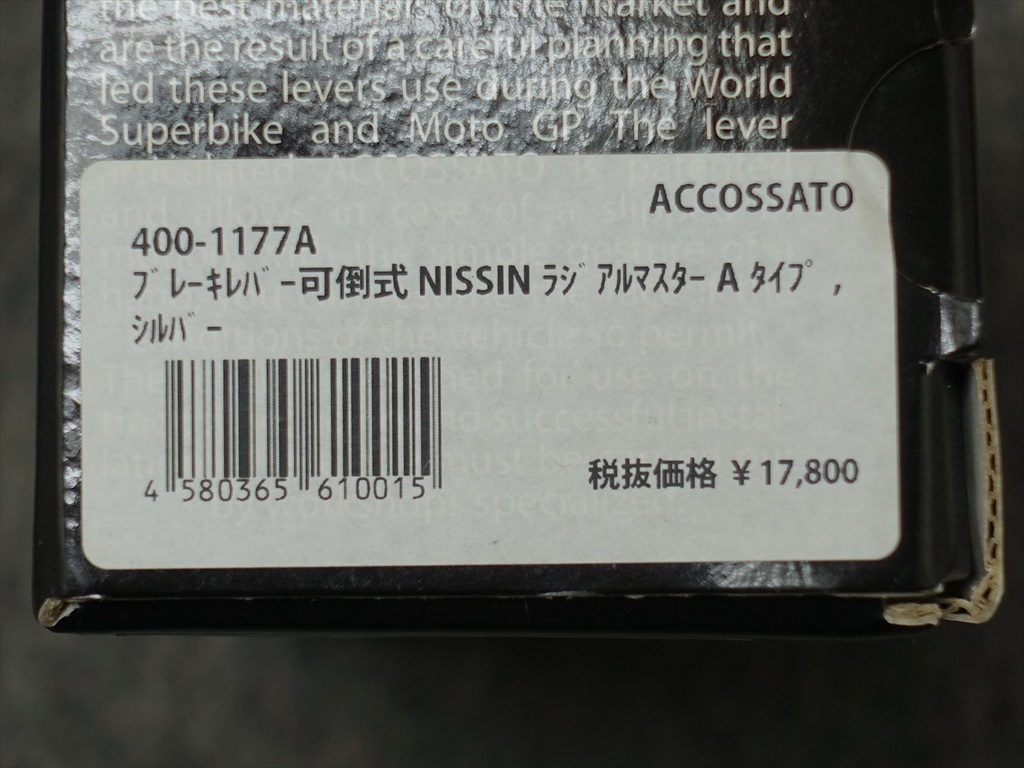 the best materials on the market and
are the result of a careful planning that
led these levers use during the World
Superbike and Moto GP. The lever
ACCOSSATO
400-1177A
ﾌﾞﾚｰｷﾚﾊﾞｰ可倒式 NISSIN ﾗｼﾞｱﾙﾏｽﾀｰ A ﾀｲﾌﾟ,
ｼﾙﾊﾞｰ
4 580365 610015
税抜価格 ¥17,800